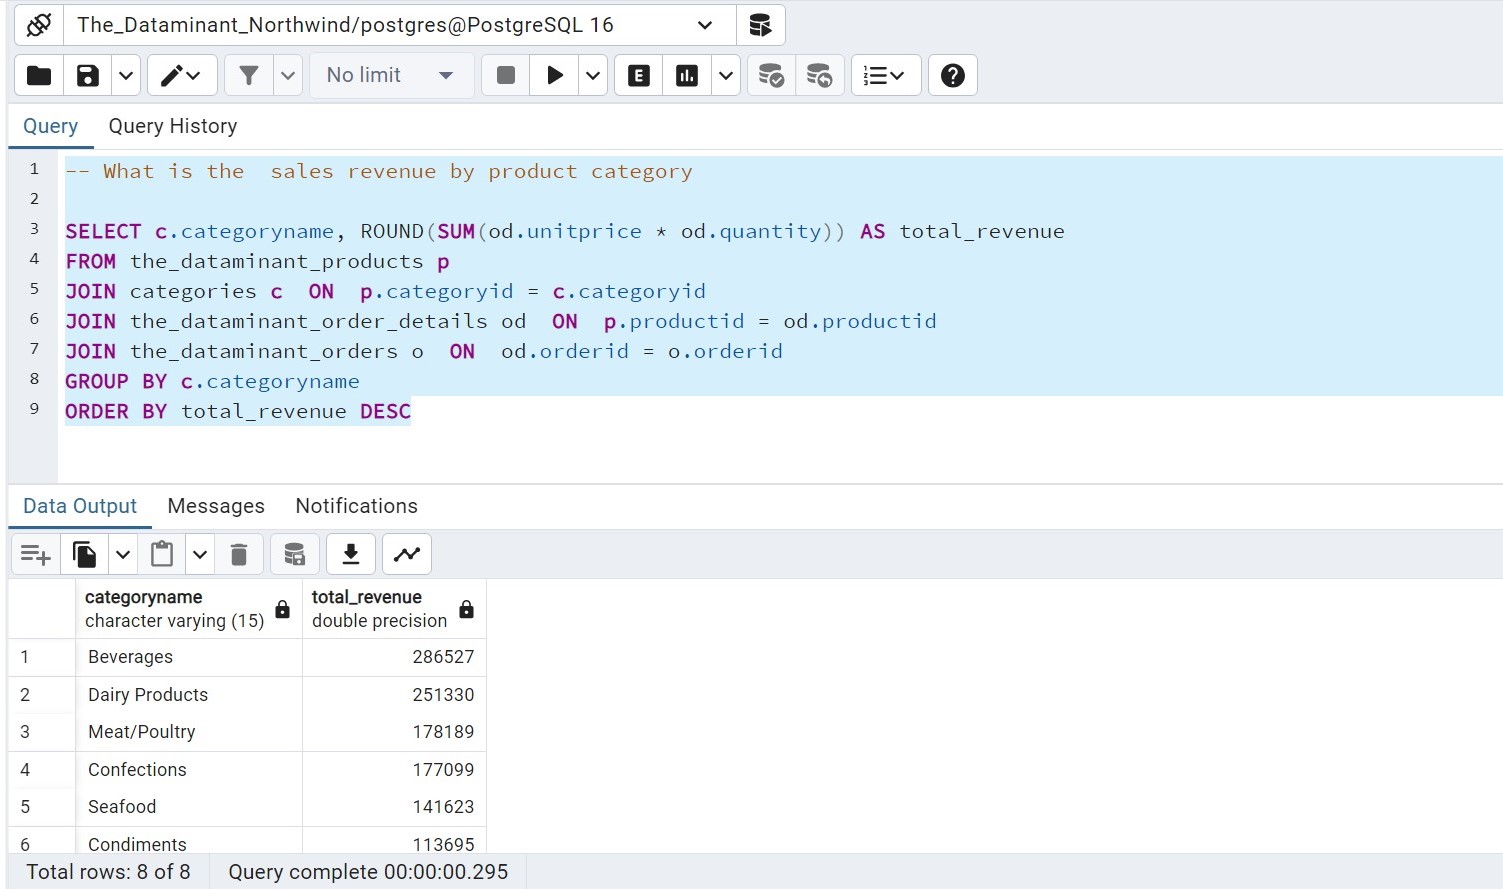 The_Dataminant_Northwind/postgres@PostgreSQL 16
No limit
E
Query Query History
1 -- What is the  sales revenue by product category
2
3 SELECT c.categoryname, ROUND(SUM(od.unitprice * od.quantity)) AS total_revenue
4 FROM the_dataminant_products p
5 JOIN categories c  ON  p.categoryid = c.categoryid
6 JOIN the_dataminant_order_details od  ON  p.productid = od.productid
7 JOIN the_dataminant_orders o  ON  od.orderid = o.orderid
8 GROUP BY c.categoryname
9 ORDER BY total_revenue DESC
Data Output Messages Notifications
categoryname total_revenue
character varying (15) double precision
1 Beverages 286527
2 Dairy Products 251330
3 Meat/Poultry 178189
4 Confections 177099
5 Seafood 141623
6 Condiments 113695
Total rows: 8 of 8 Query complete 00:00:00.295